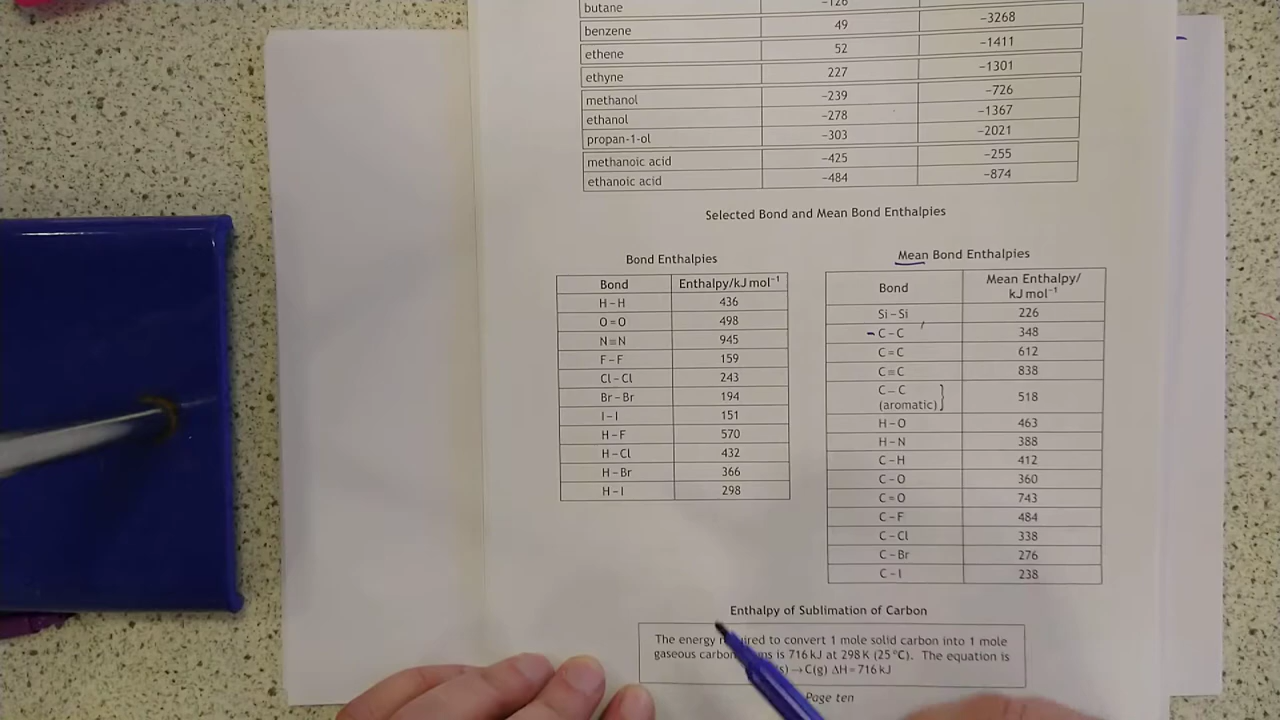 butane −126
benzene 49 −3268
ethene 52 −1411
ethyne 227 −1301
methanol −239 −726
ethanol −278 −1367
propan-1-ol −303 −2021
methanoic acid −425 −255
ethanoic acid −484 −874
Selected Bond and Mean Bond Enthalpies
Bond Enthalpies
Bond Enthalpy/kJ mol⁻¹
H – H 436
O = O 498
N ≡ N 945
F – F 159
Cl – Cl 243
Br – Br 194
I – I 151
H – F 570
H – Cl 432
H – Br 366
H – I 298
Mean Bond Enthalpies
Bond Mean Enthalpy/
kJ mol⁻¹
Si – Si 226
C – C 348
C = C 612
C ≡ C 838
C – C
(aromatic) 518
H – O 463
H – N 388
C – H 412
C – O 360
C = O 743
C – F 484
C – Cl 338
C – Br 276
C – I 238
Enthalpy of Sublimation of Carbon
The energy to convert 1 mole solid carbon into 1 mole
gaseous carbon is 716 kJ at 298 K (25 °C). The equation is
(s) → C(g) ΔH = 716 kJ
Page ten